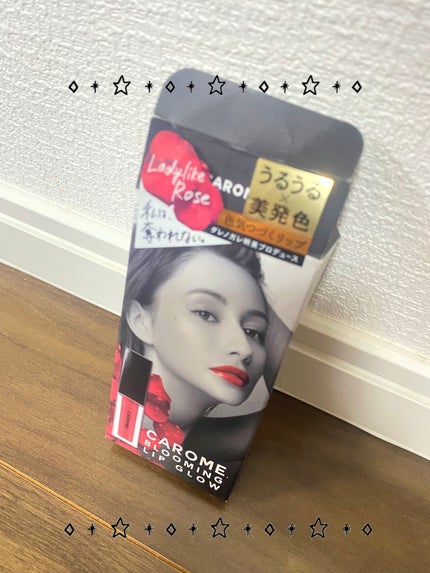 Ladylike
Rose
CARO
うるうる
×
美発色
色気つづくリップ
ダレノガレ明美プロデュース
私は、
奪われない。
CAROME
CAROME.
BLOOMING
LIP GLOW